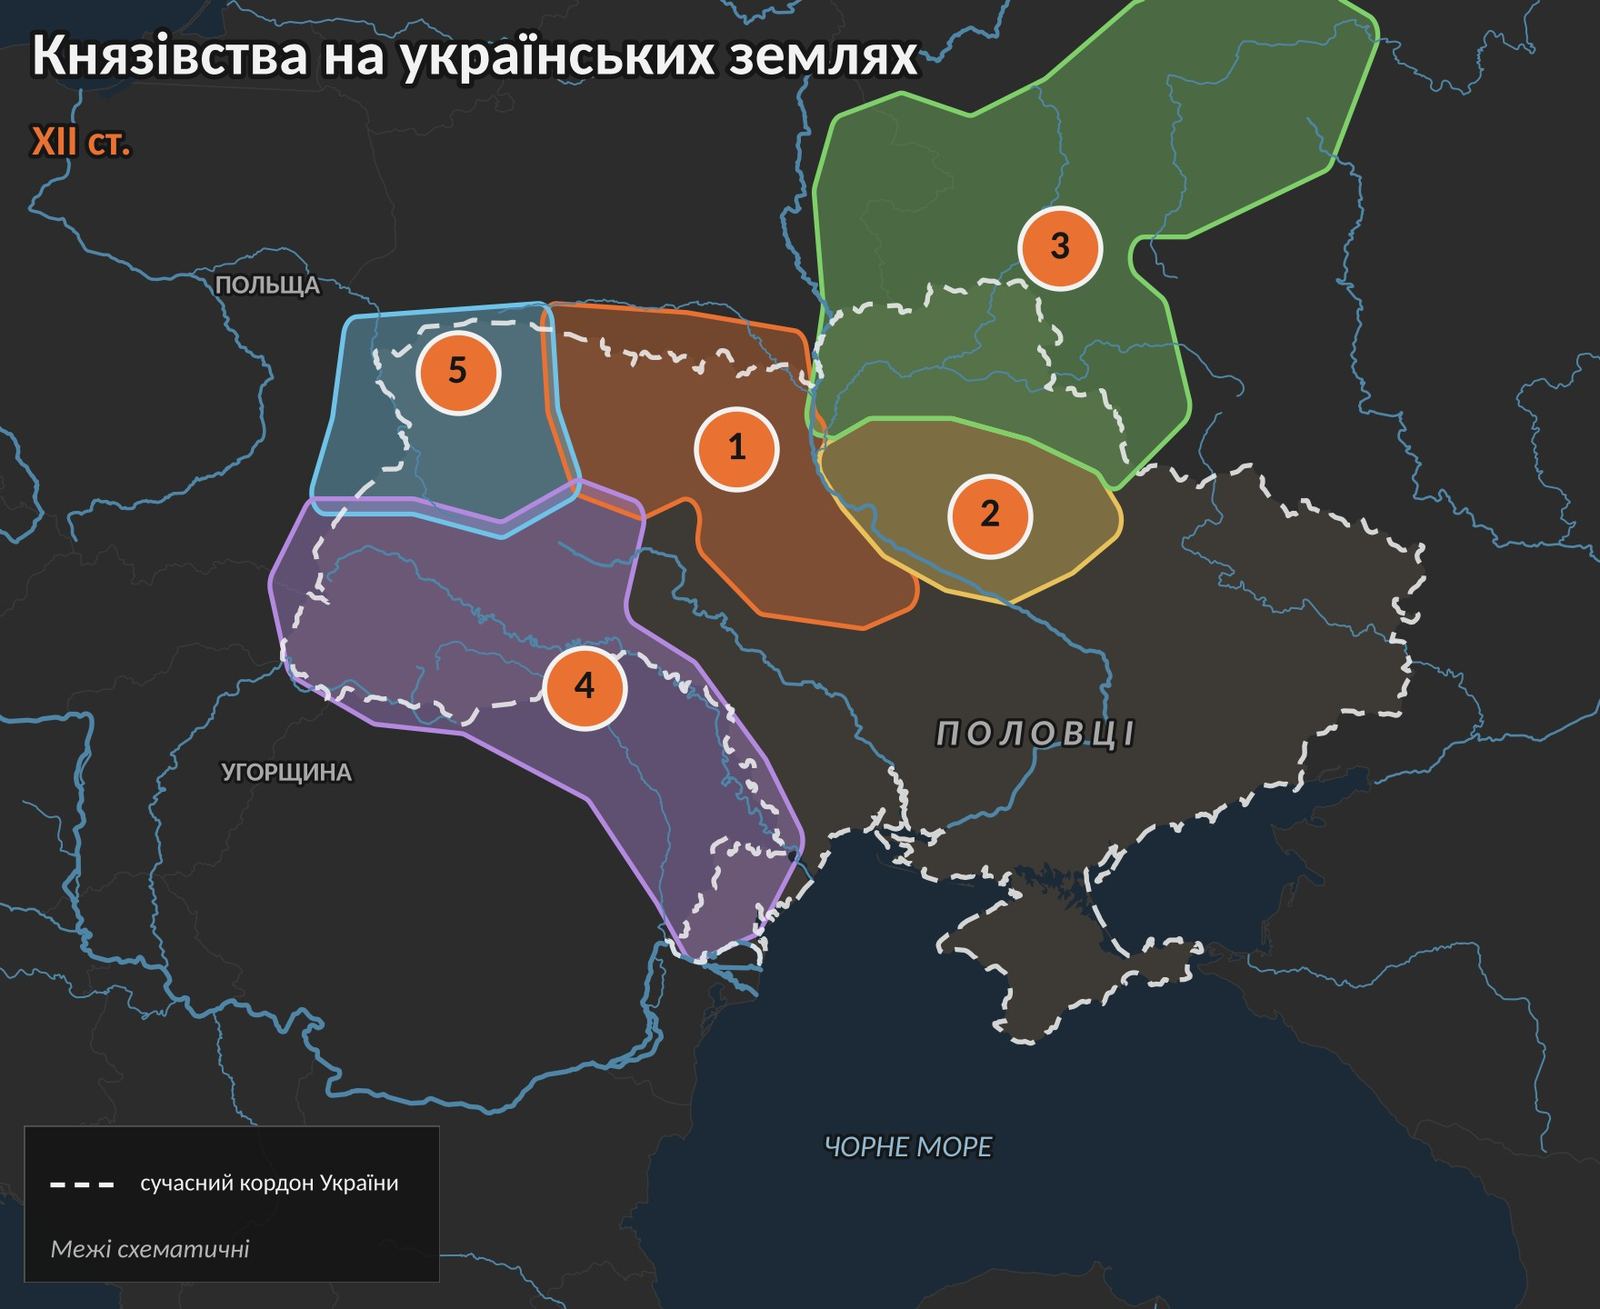 Князівства на українських землях
XII ст.
3
ПОЛЬЩА
5
1
2
4
ПОЛОВЦІ
УГОРЩИНА
ЧОРНЕ МОРЕ
сучасний кордон України
Межі схематичні